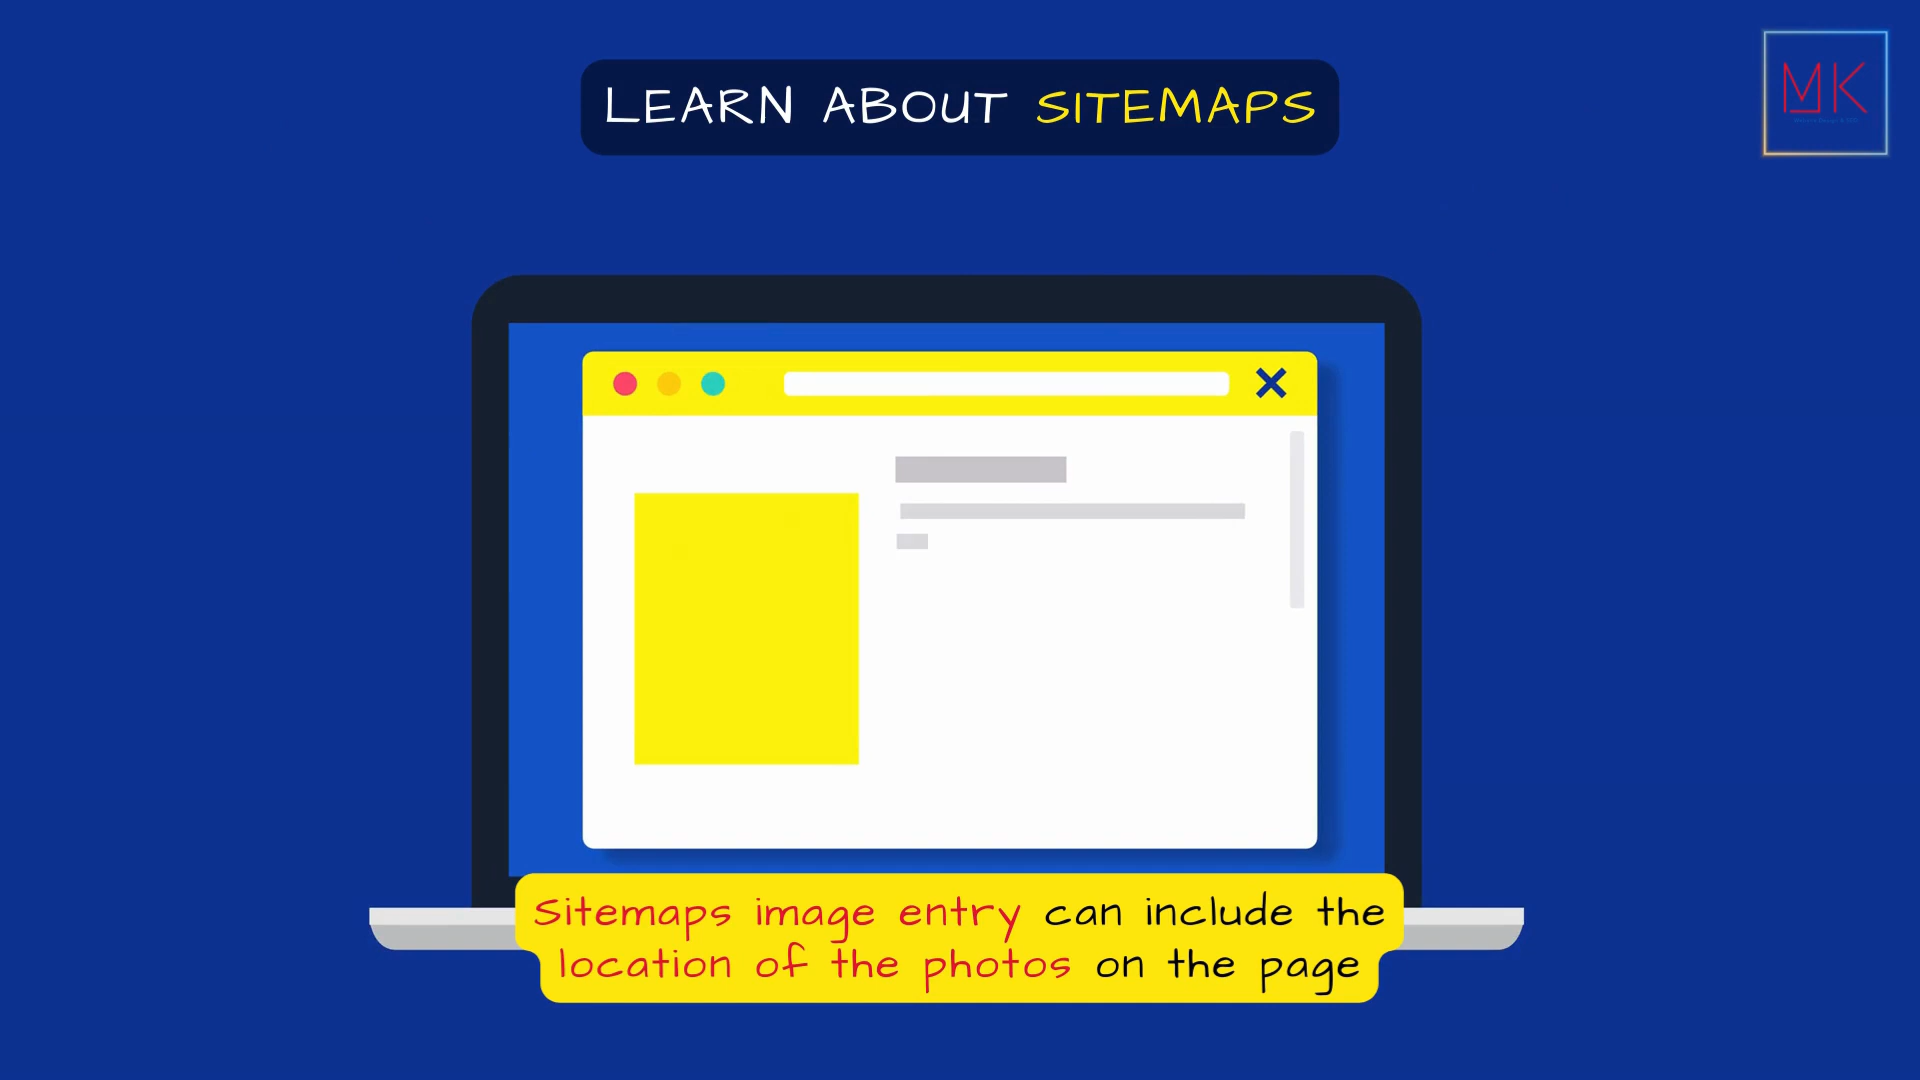 LEARN ABOUT SITEMAPS
MK
Sitemaps image entry can include the
location of the photos on the page